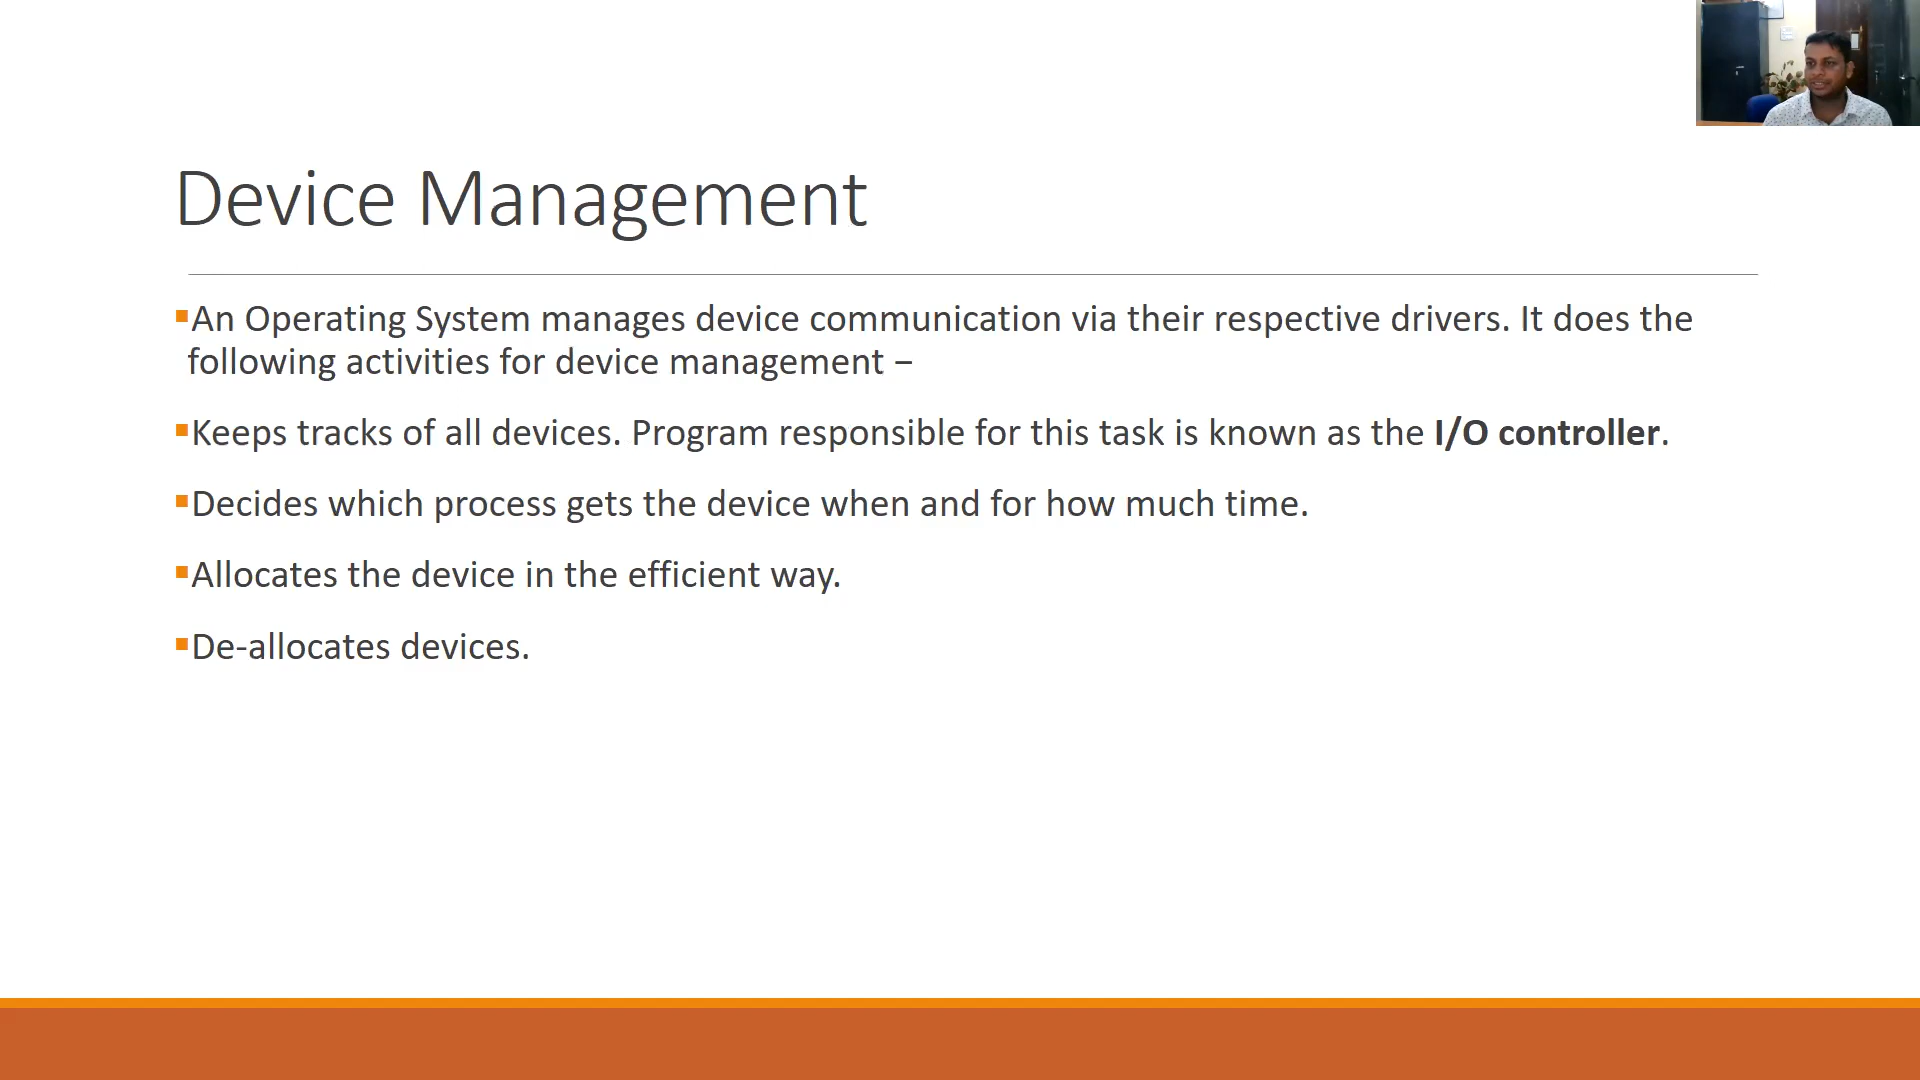 Device Management
An Operating System manages device communication via their respective drivers. It does the
following activities for device management −
Keeps tracks of all devices. Program responsible for this task is known as the I/O controller.
Decides which process gets the device when and for how much time.
Allocates the device in the efficient way.
De-allocates devices.